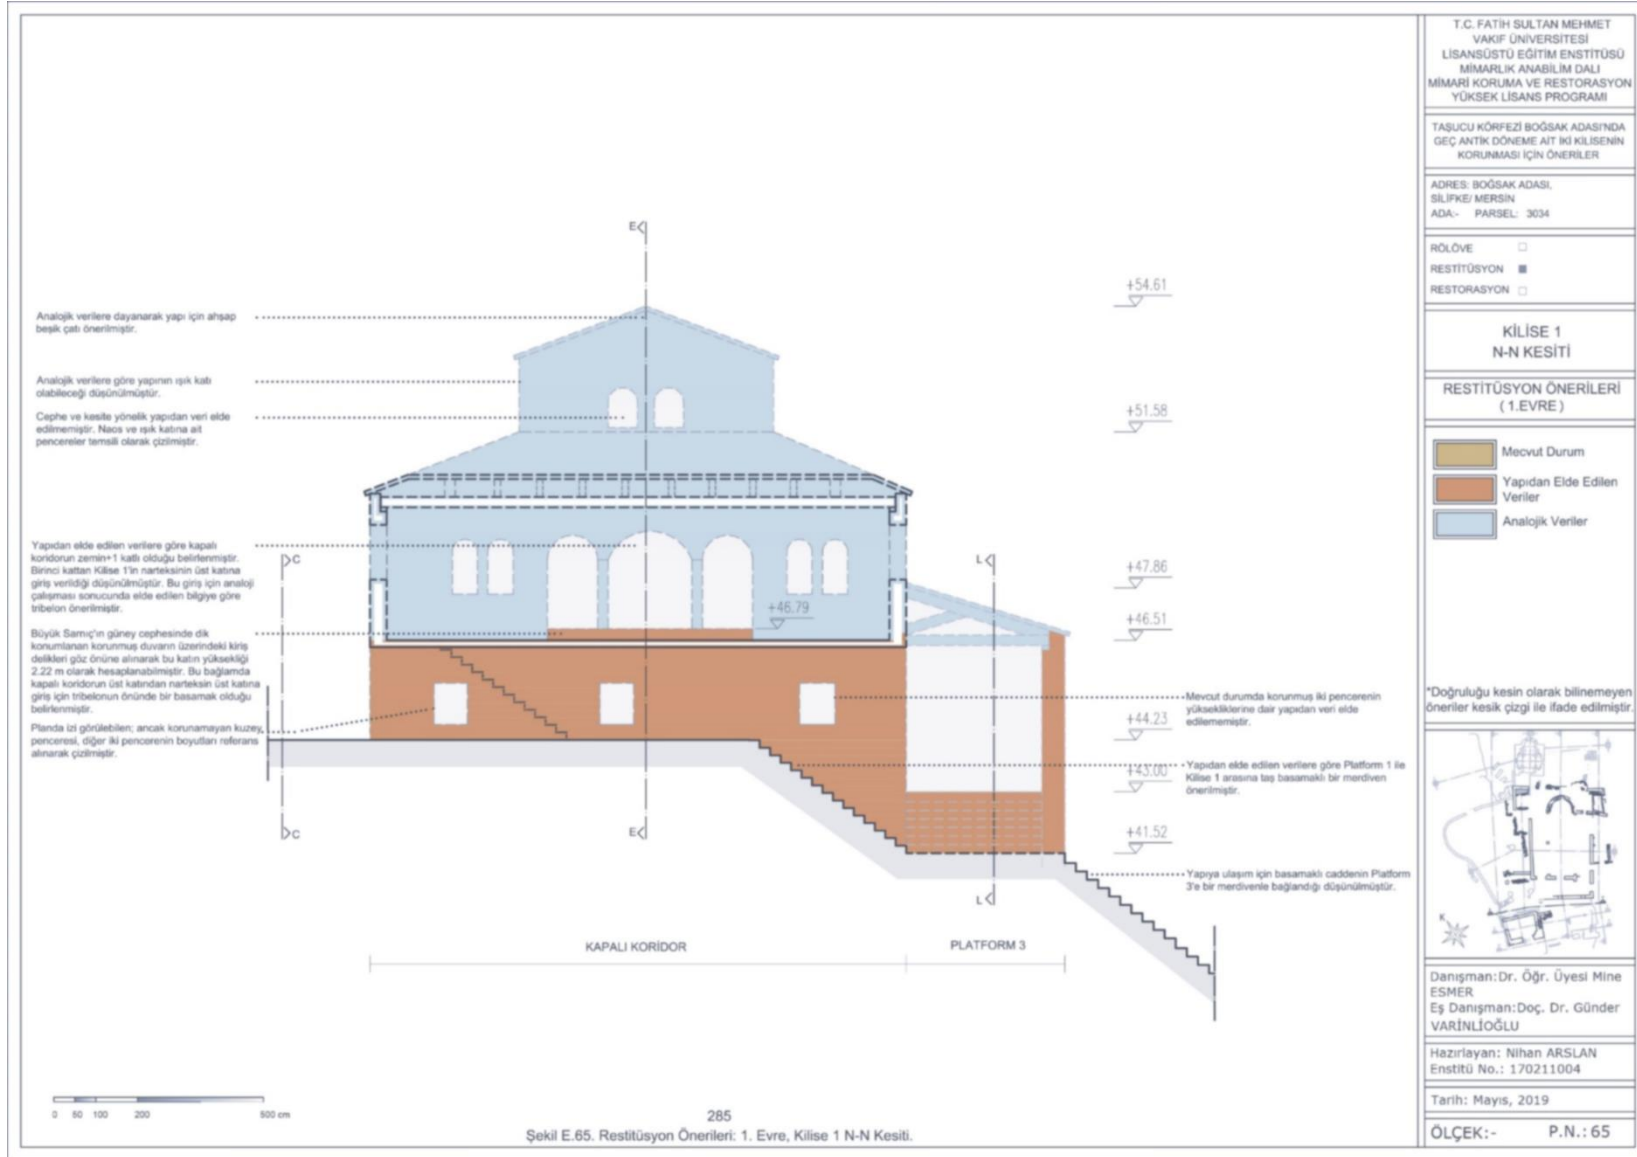 Analojik verilere dayanarak yapı için ahşap
beşik çatı önerilmiştir.
Analojik verilere göre yapının ışık katı
olabileceği düşünülmüştür.
Cephe ve kesite yönelik yapıdan veri elde
edilmemiştir. Naos ve ışık katına ait
pencereler temsili olarak çizilmiştir.
Yapıdan elde edilen verilere göre kapalı
koridorun zemin+1 katlı olduğu belirlenmiştir.
Birinci kattan Kilise 1'in narteksinin üst katına
giriş verildiği düşünülmüştür. Bu giriş için analoji
çalışması sonucunda elde edilen bilgiye göre
tribelon önerilmiştir.
Büyük Sarnıç'ın güney cephesinde dik
konumlanan korunmuş duvarın üzerindeki kiriş
delikleri göz önüne alınarak bu katın yüksekliği
2.22 m olarak hesaplanabilmiştir. Bu bağlamda
kapalı koridorun üst katından narteksin üst katına
giriş için tribelonun önünde bir basamak olduğu
belirlenmiştir.
Planda izi görülebilen; ancak korunamayan kuzey
penceresi, diğer iki pencerenin boyutları referans
alınarak çizilmiştir.
E
C
L
+46.79
C
E
L
+54.61
+51.58
+47.86
+46.51
+44.23
+43.00
+41.52
Mevcut durumda korunmuş iki pencerenin
yüksekliklerine dair yapıdan veri elde
edilememiştir.
Yapıdan elde edilen verilere göre Platform 1 ile
Kilise 1 arasına taş basamaklı bir merdiven
önerilmiştir.
Yapıya ulaşım için basamaklı caddenin Platform
3'e bir merdivenle bağlandığı düşünülmüştür.
KAPALI KORİDOR
PLATFORM 3
0 50 100 200 500 cm
285
Şekil E.65. Restitüsyon Önerileri: 1. Evre, Kilise 1 N-N Kesiti.
T.C. FATİH SULTAN MEHMET
VAKIF ÜNİVERSİTESİ
LİSANSÜSTÜ EĞİTİM ENSTİTÜSÜ
MİMARLIK ANABİLİM DALI
MİMARİ KORUMA VE RESTORASYON
YÜKSEK LİSANS PROGRAMI
TAŞUCU KÖRFEZİ BOĞSAK ADASI'NDA
GEÇ ANTİK DÖNEME AİT İKİ KİLİSENİN
KORUNMASI İÇİN ÖNERİLER
ADRES: BOĞSAK ADASI,
SİLİFKE/ MERSİN
ADA:- PARSEL: 3034
RÖLÖVE
RESTİTÜSYON
RESTORASYON
KİLİSE 1
N-N KESİTİ
RESTİTÜSYON ÖNERİLERİ
( 1.EVRE )
Mevcut Durum
Yapıdan Elde Edilen
Veriler
Analojik Veriler
*Doğruluğu kesin olarak bilinemeyen
öneriler kesik çizgi ile ifade edilmiştir.
K
Danışman:Dr. Öğr. Üyesi Mine
ESMER
Eş Danışman:Doç. Dr. Günder
VARİNLİOĞLU
Hazırlayan: Nihan ARSLAN
Enstitü No.: 170211004
Tarih: Mayıs, 2019
ÖLÇEK:- P.N.: 65